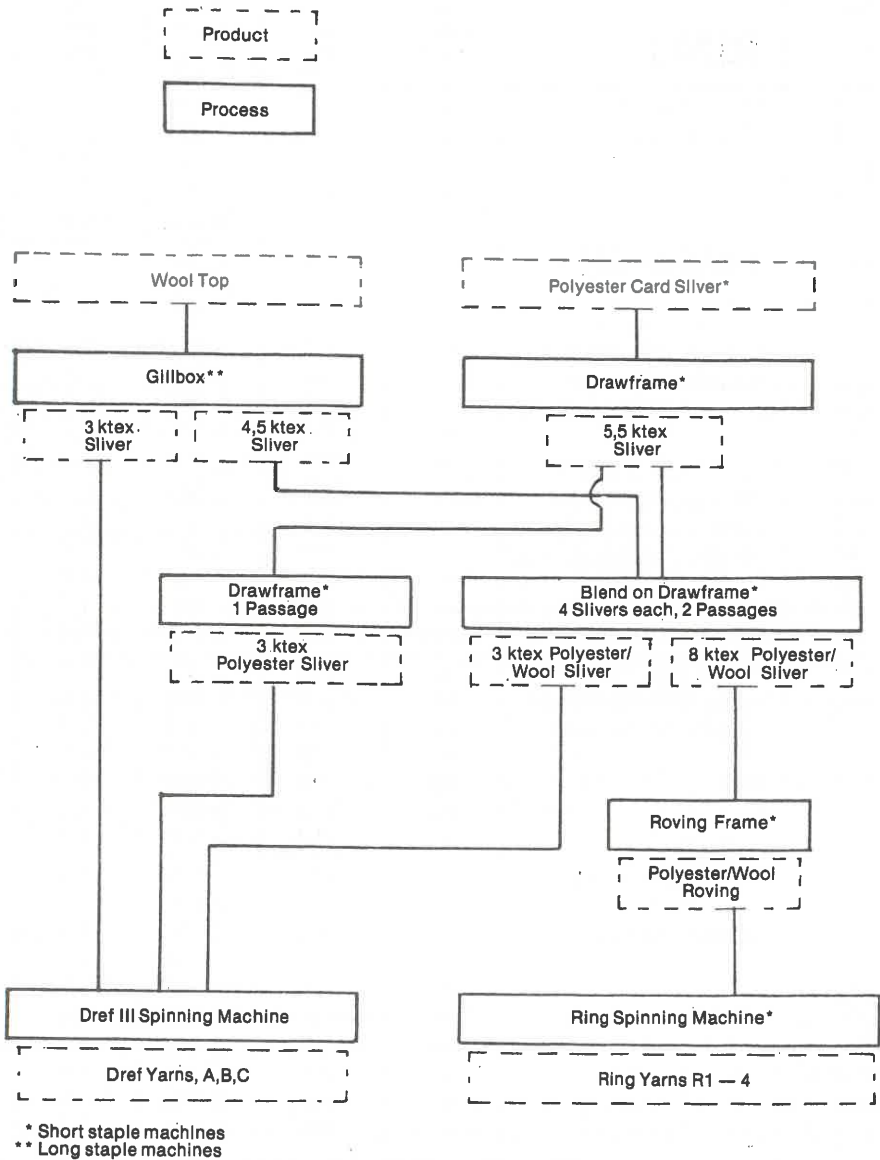 Product
Process
Wool Top
Polyester Card Sliver*
Gillbox**
Drawframe*
3 ktex
Sliver
4,5 ktex
Sliver
5,5 ktex
Sliver
Drawframe*
1 Passage
Blend on Drawframe*
4 Slivers each, 2 Passages
3 ktex
Polyester Sliver
3 ktex Polyester/
Wool Sliver
8 ktex Polyester/
Wool Sliver
Roving Frame*
Polyester/Wool
Roving
Dref III Spinning Machine
Ring Spinning Machine*
Dref Yarns, A,B,C
Ring Yarns R1 — 4
* Short staple machines
** Long staple machines